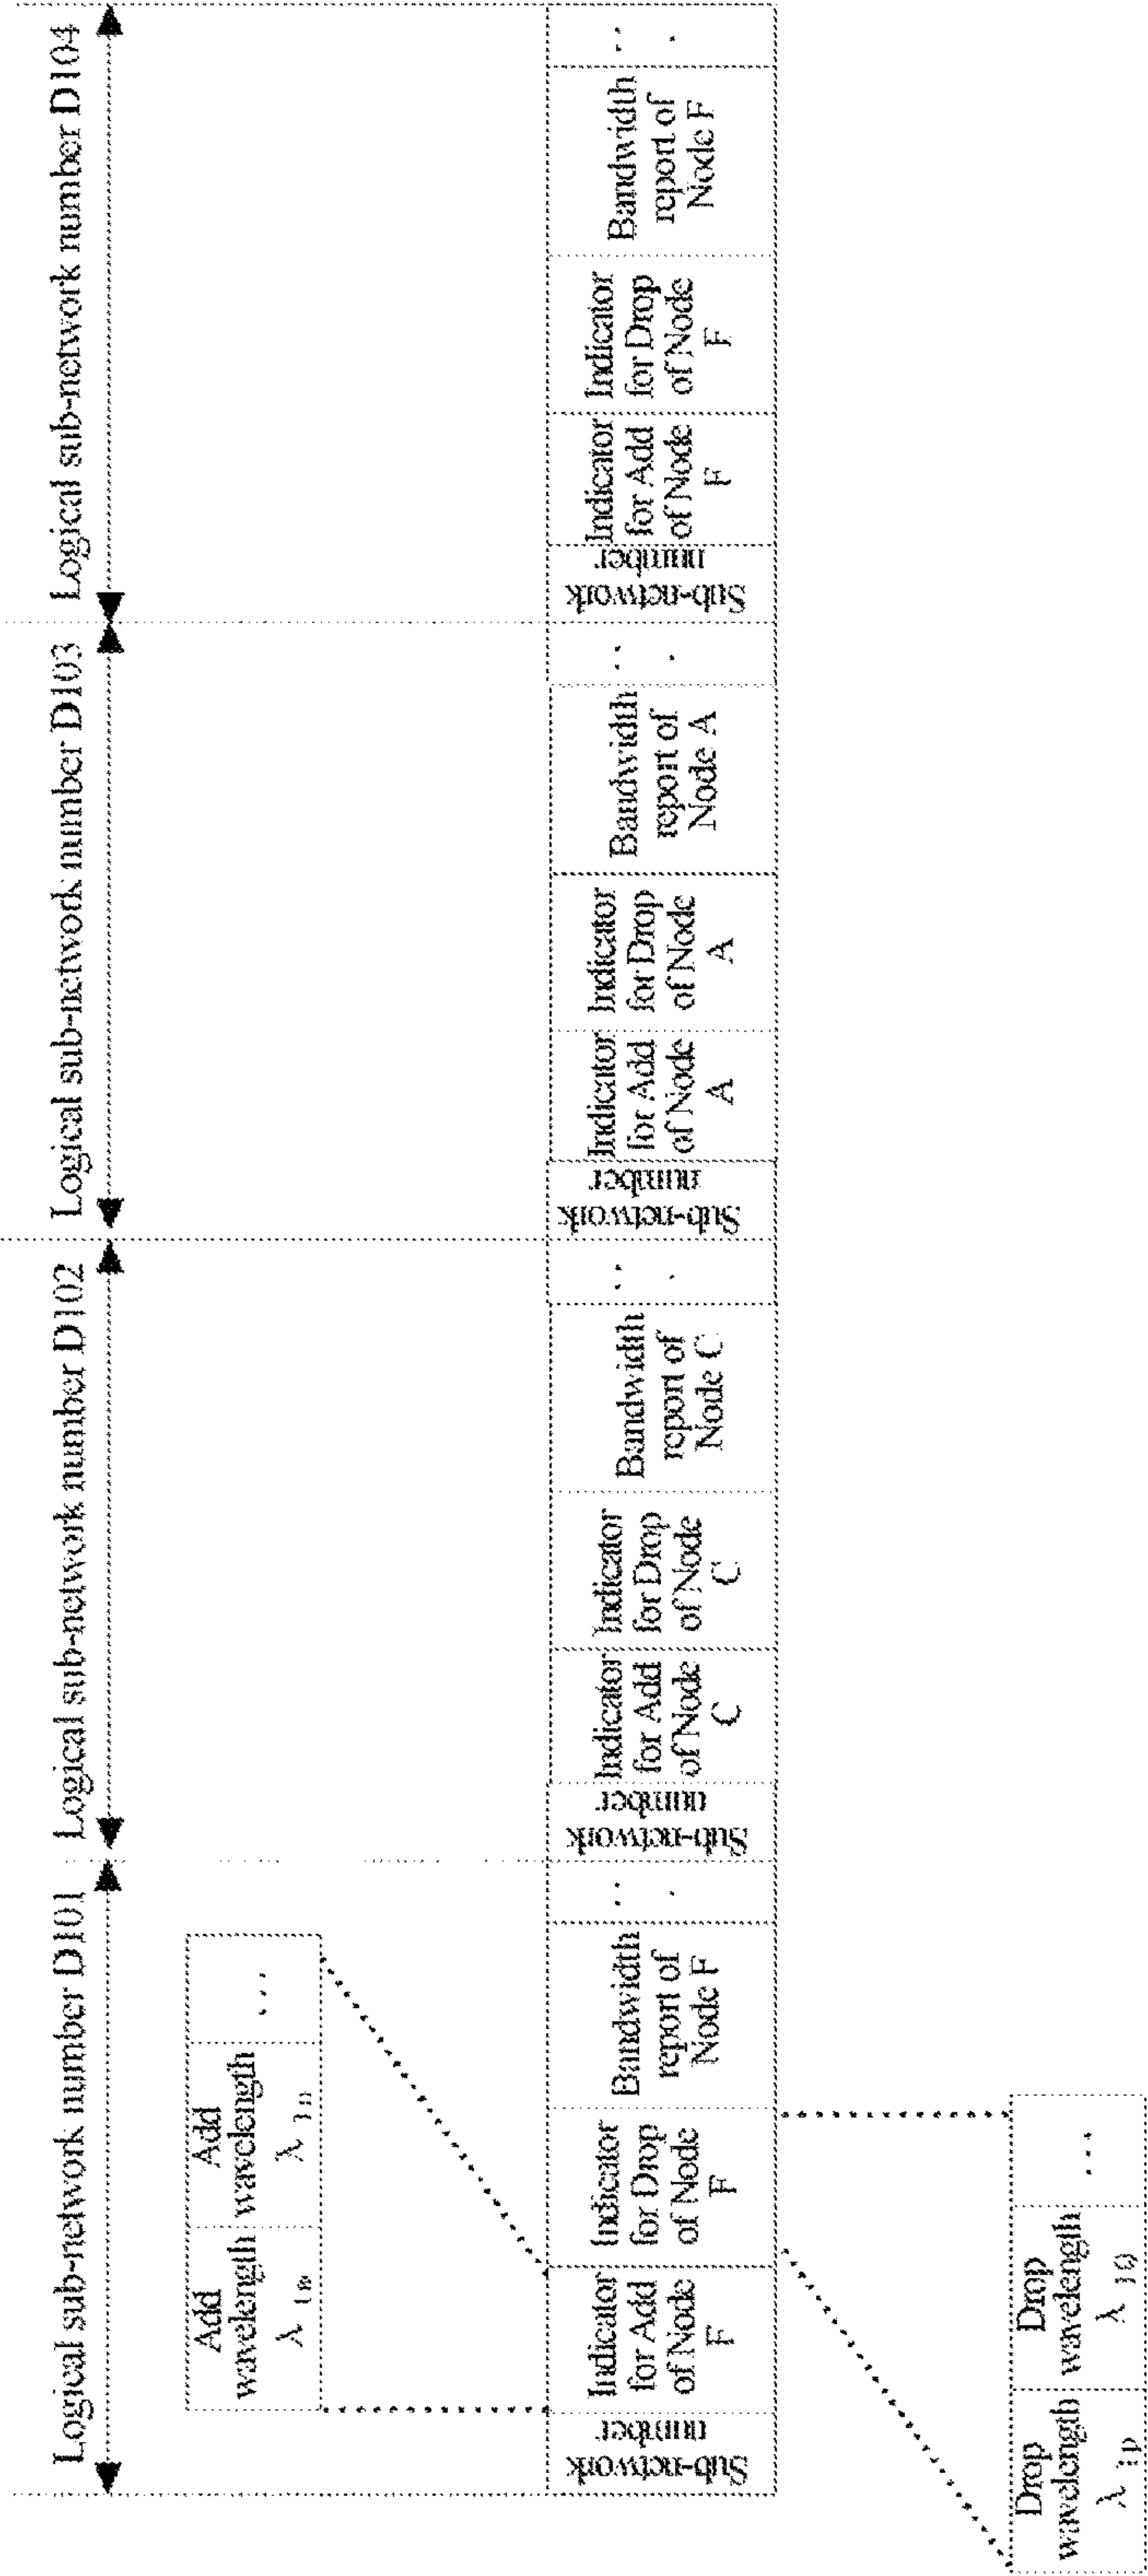 Logical sub-network number D101
Logical sub-network number D102
Logical sub-network number D103
Logical sub-network number D104
Add
wavelength
Add
wavelength
...
Sub-network
number
Indicator
for Add
of Node
F
Indicator
for Drop
of Node
F
Bandwidth
report of
Node F
...
Sub-network
number
Indicator
for Add
of Node
C
Indicator
for Drop
of Node
C
Bandwidth
report of
Node C
...
Sub-network
number
Indicator
for Add
of Node
A
Indicator
for Drop
of Node
A
Bandwidth
report of
Node A
...
Sub-network
number
Indicator
for Add
of Node
F
Indicator
for Drop
of Node
F
Bandwidth
report of
Node F
...
Drop
wavelength
λ 1p
Drop
wavelength
λ 1Q
...